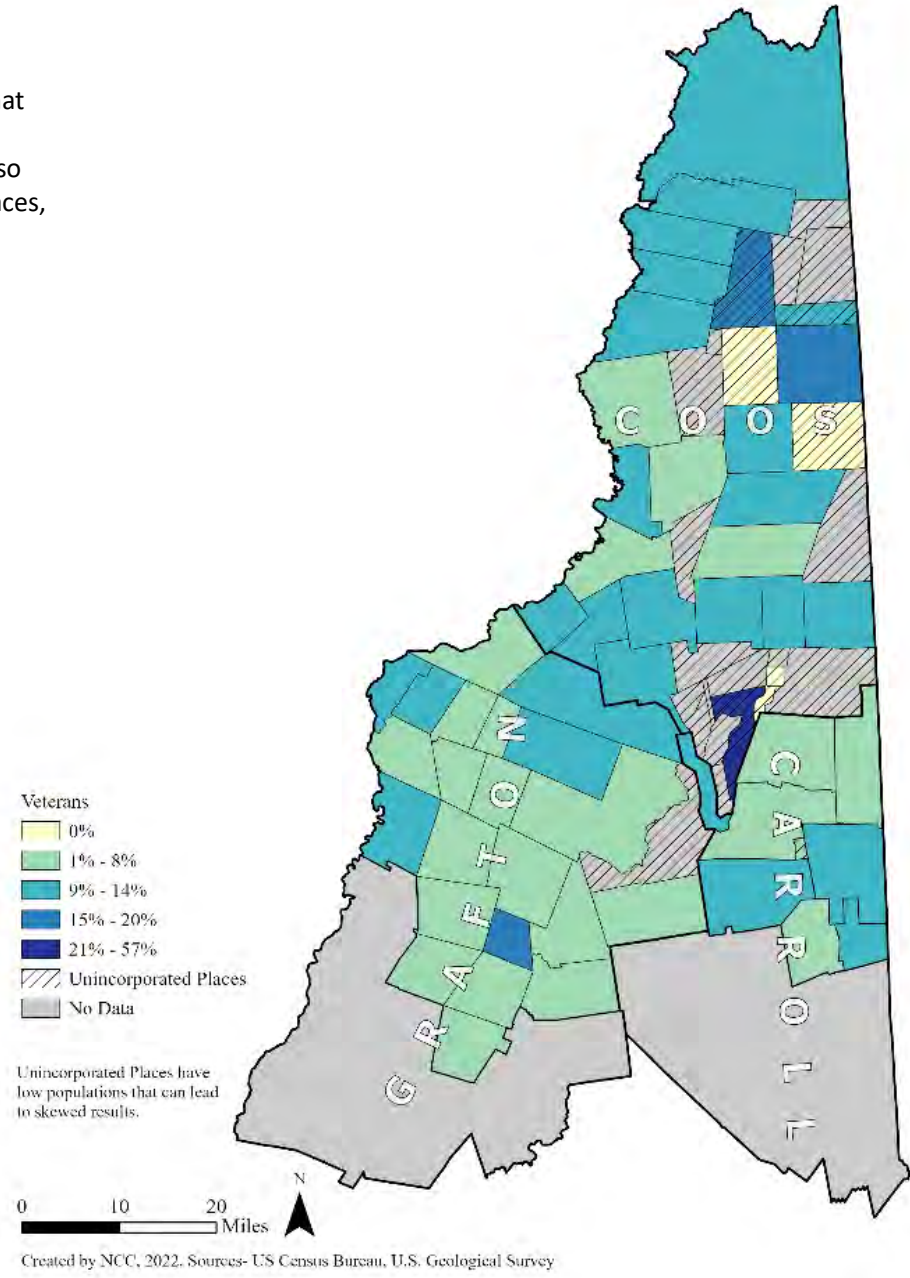 at
so
nces,
COOS
GRAFTON
CARROLL
Veterans
0%
1% - 8%
9% - 14%
15% - 20%
21% - 57%
Unincorporated Places
No Data
Unincorporated Places have
low populations that can lead
to skewed results.
N
0 10 20
Miles
Created by NCC, 2022. Sources- US Census Bureau, U.S. Geological Survey